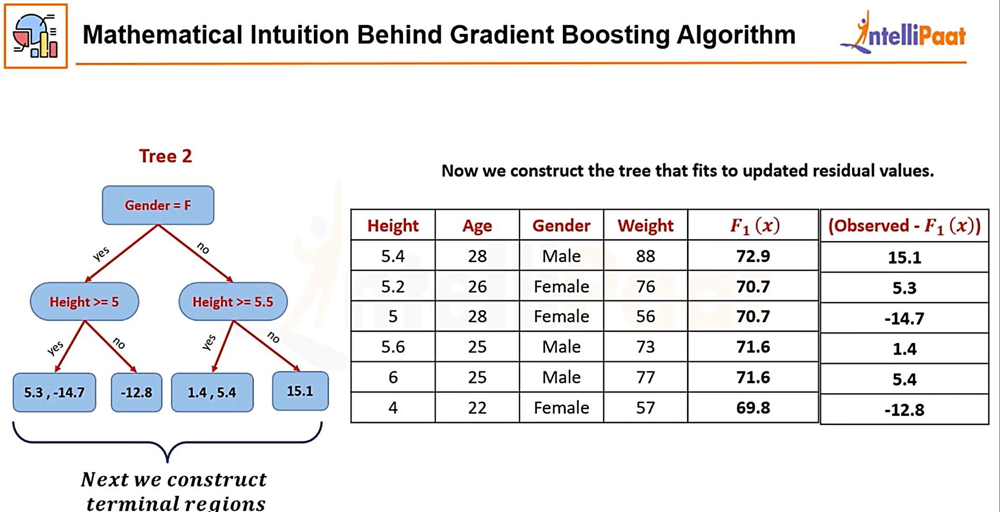 Mathematical Intuition Behind Gradient Boosting Algorithm
IntelliPaat
Tree 2
Gender = F
yes
no
Height >= 5
Height >= 5.5
yes
no
yes
no
5.3 , -14.7
-12.8
1.4 , 5.4
15.1
Next we construct
terminal regions
Now we construct the tree that fits to updated residual values.
Height Age Gender Weight F₁ (x) (Observed - F₁ (x))
5.4 28 Male 88 72.9 15.1
5.2 26 Female 76 70.7 5.3
5 28 Female 56 70.7 -14.7
5.6 25 Male 73 71.6 1.4
6 25 Male 77 71.6 5.4
4 22 Female 57 69.8 -12.8
IntelliPaat